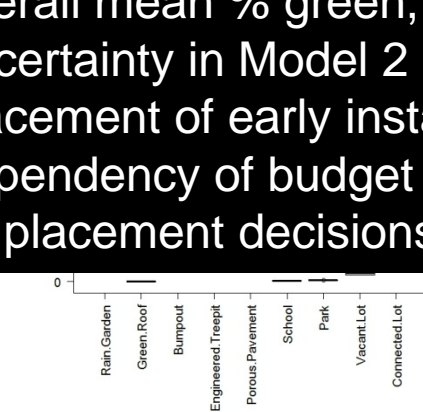 erall mean % green,
certainty in Model 2
acement of early insta
pendency of budget
placement decisions
0
Rain.Garden
Green.Roof
Bumpout
Engineered.Treepit
Porous.Pavement
School
Park
Vacant.Lot
Connected.Lot